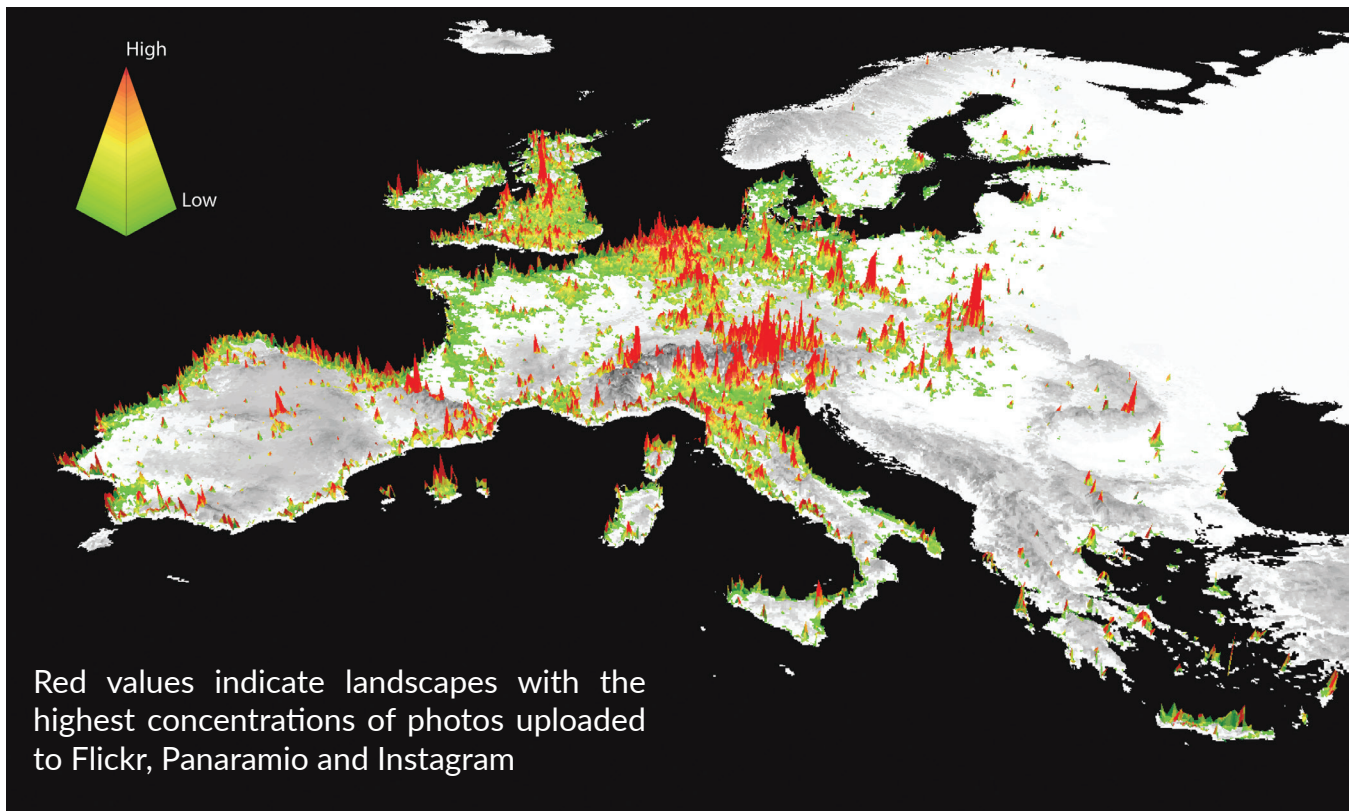 High
Low
Red values indicate landscapes with the
highest concentrations of photos uploaded
to Flickr, Panaramio and Instagram